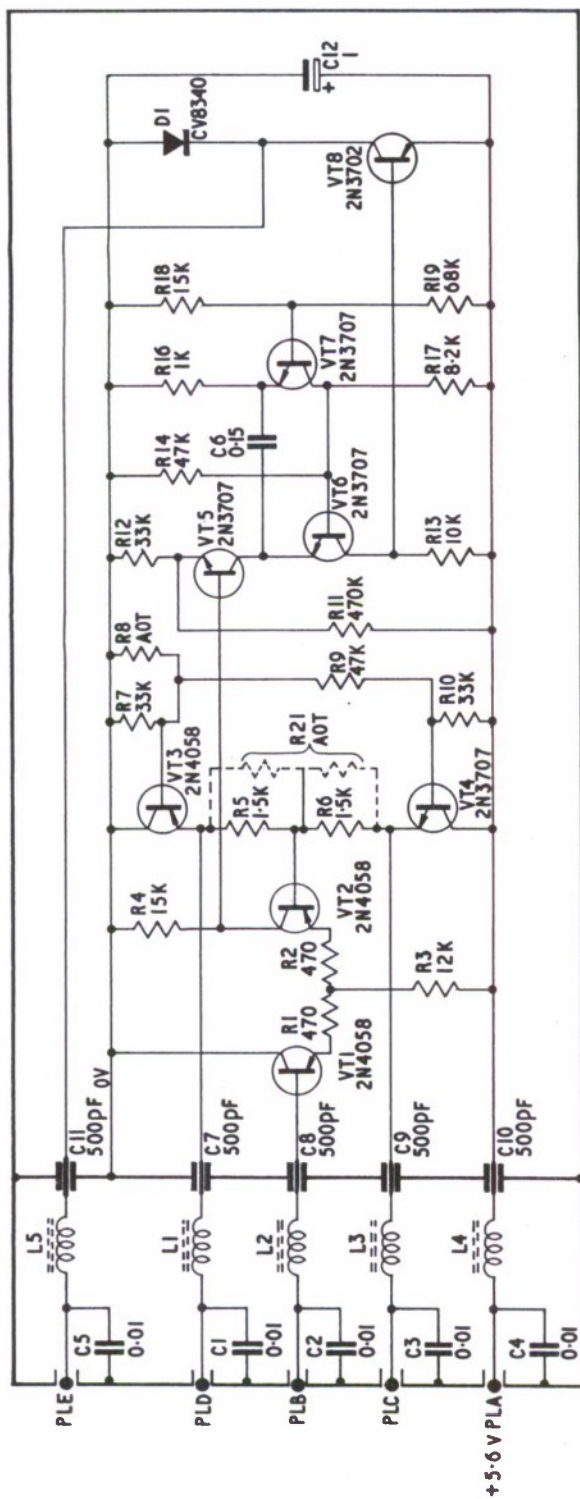 PLE
L5
C11
500pF
0V
C5
0·01
PLD
L1
C7
500pF
C1
0·01
PLB
L2
C8
500pF
C2
0·01
PLC
L3
C9
500pF
C3
0·01
+5·6V PLA
L4
C10
500pF
C4
0·01
VT1
2N4058
R1
470
R2
470
VT2
2N4058
R3
12K
R4
15K
VT3
2N4058
R5
1·5K
R6
1·5K
R21
A0T
VT4
2N3707
R7
33K
R8
A0T
R9
47K
R10
33K
R11
470K
R12
33K
VT5
2N3707
R14
47K
C6
0·15
VT6
2N3707
R13
10K
R16
1K
R18
15K
VT7
2N3707
R17
8·2K
R19
68K
D1
CV8340
VT8
2N3702
C12
1
+